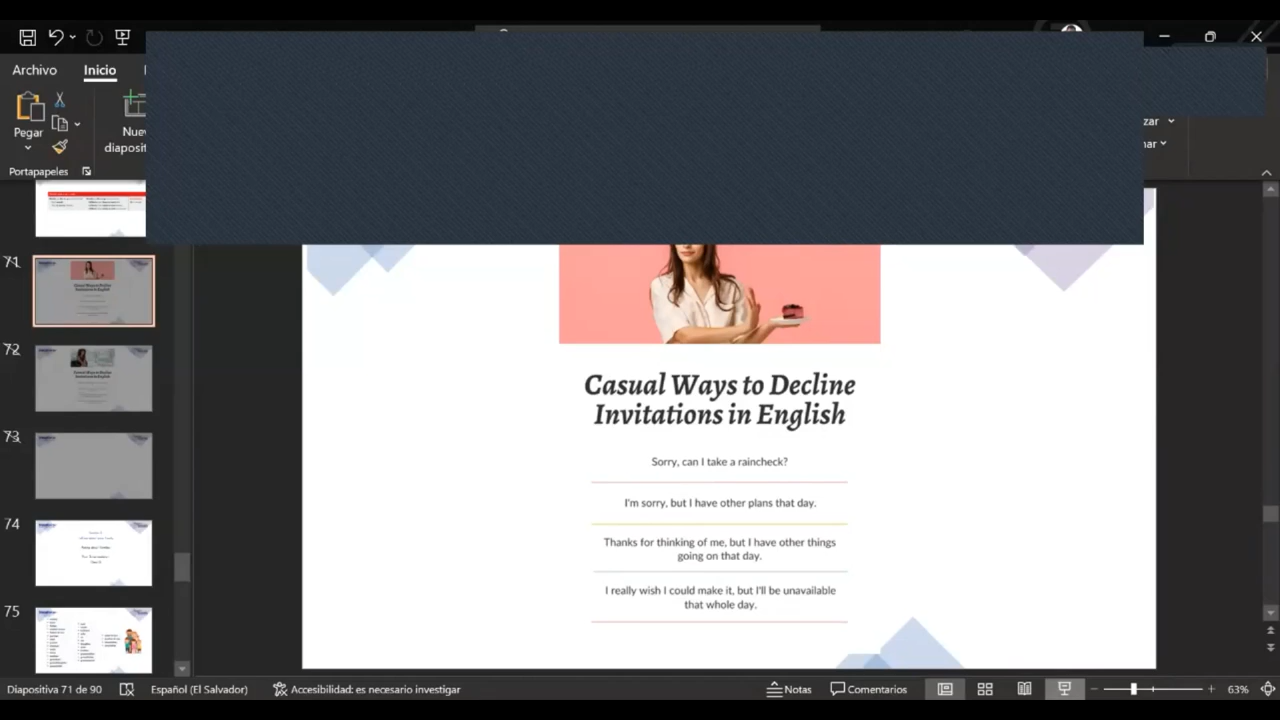 Archivo Inicio
Pegar
Nue
diaposit
zar
nar
Portapapeles
71
72
73
74
75
Casual Ways to Decline
Invitations in English
Sorry, can I take a raincheck?
I'm sorry, but I have other plans that day.
Thanks for thinking of me, but I have other things
going on that day.
I really wish I could make it, but I'll be unavailable
that whole day.
Diapositiva 71 de 90 Español (El Salvador) Accesibilidad: es necesario investigar Notas Comentarios 63%